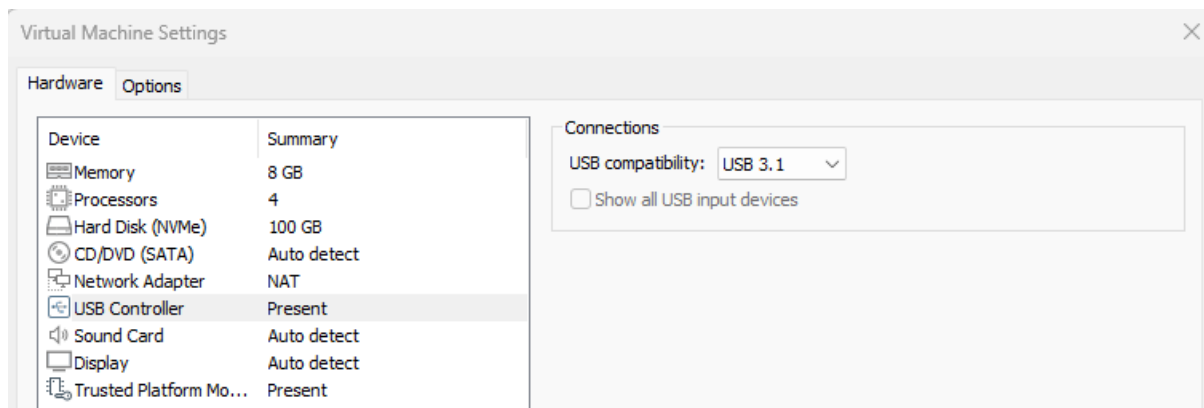 Virtual Machine Settings
Hardware Options
Device Summary
Memory 8 GB
Processors 4
Hard Disk (NVMe) 100 GB
CD/DVD (SATA) Auto detect
Network Adapter NAT
USB Controller Present
Sound Card Auto detect
Display Auto detect
Trusted Platform Mo... Present
Connections
USB compatibility: USB 3.1
Show all USB input devices